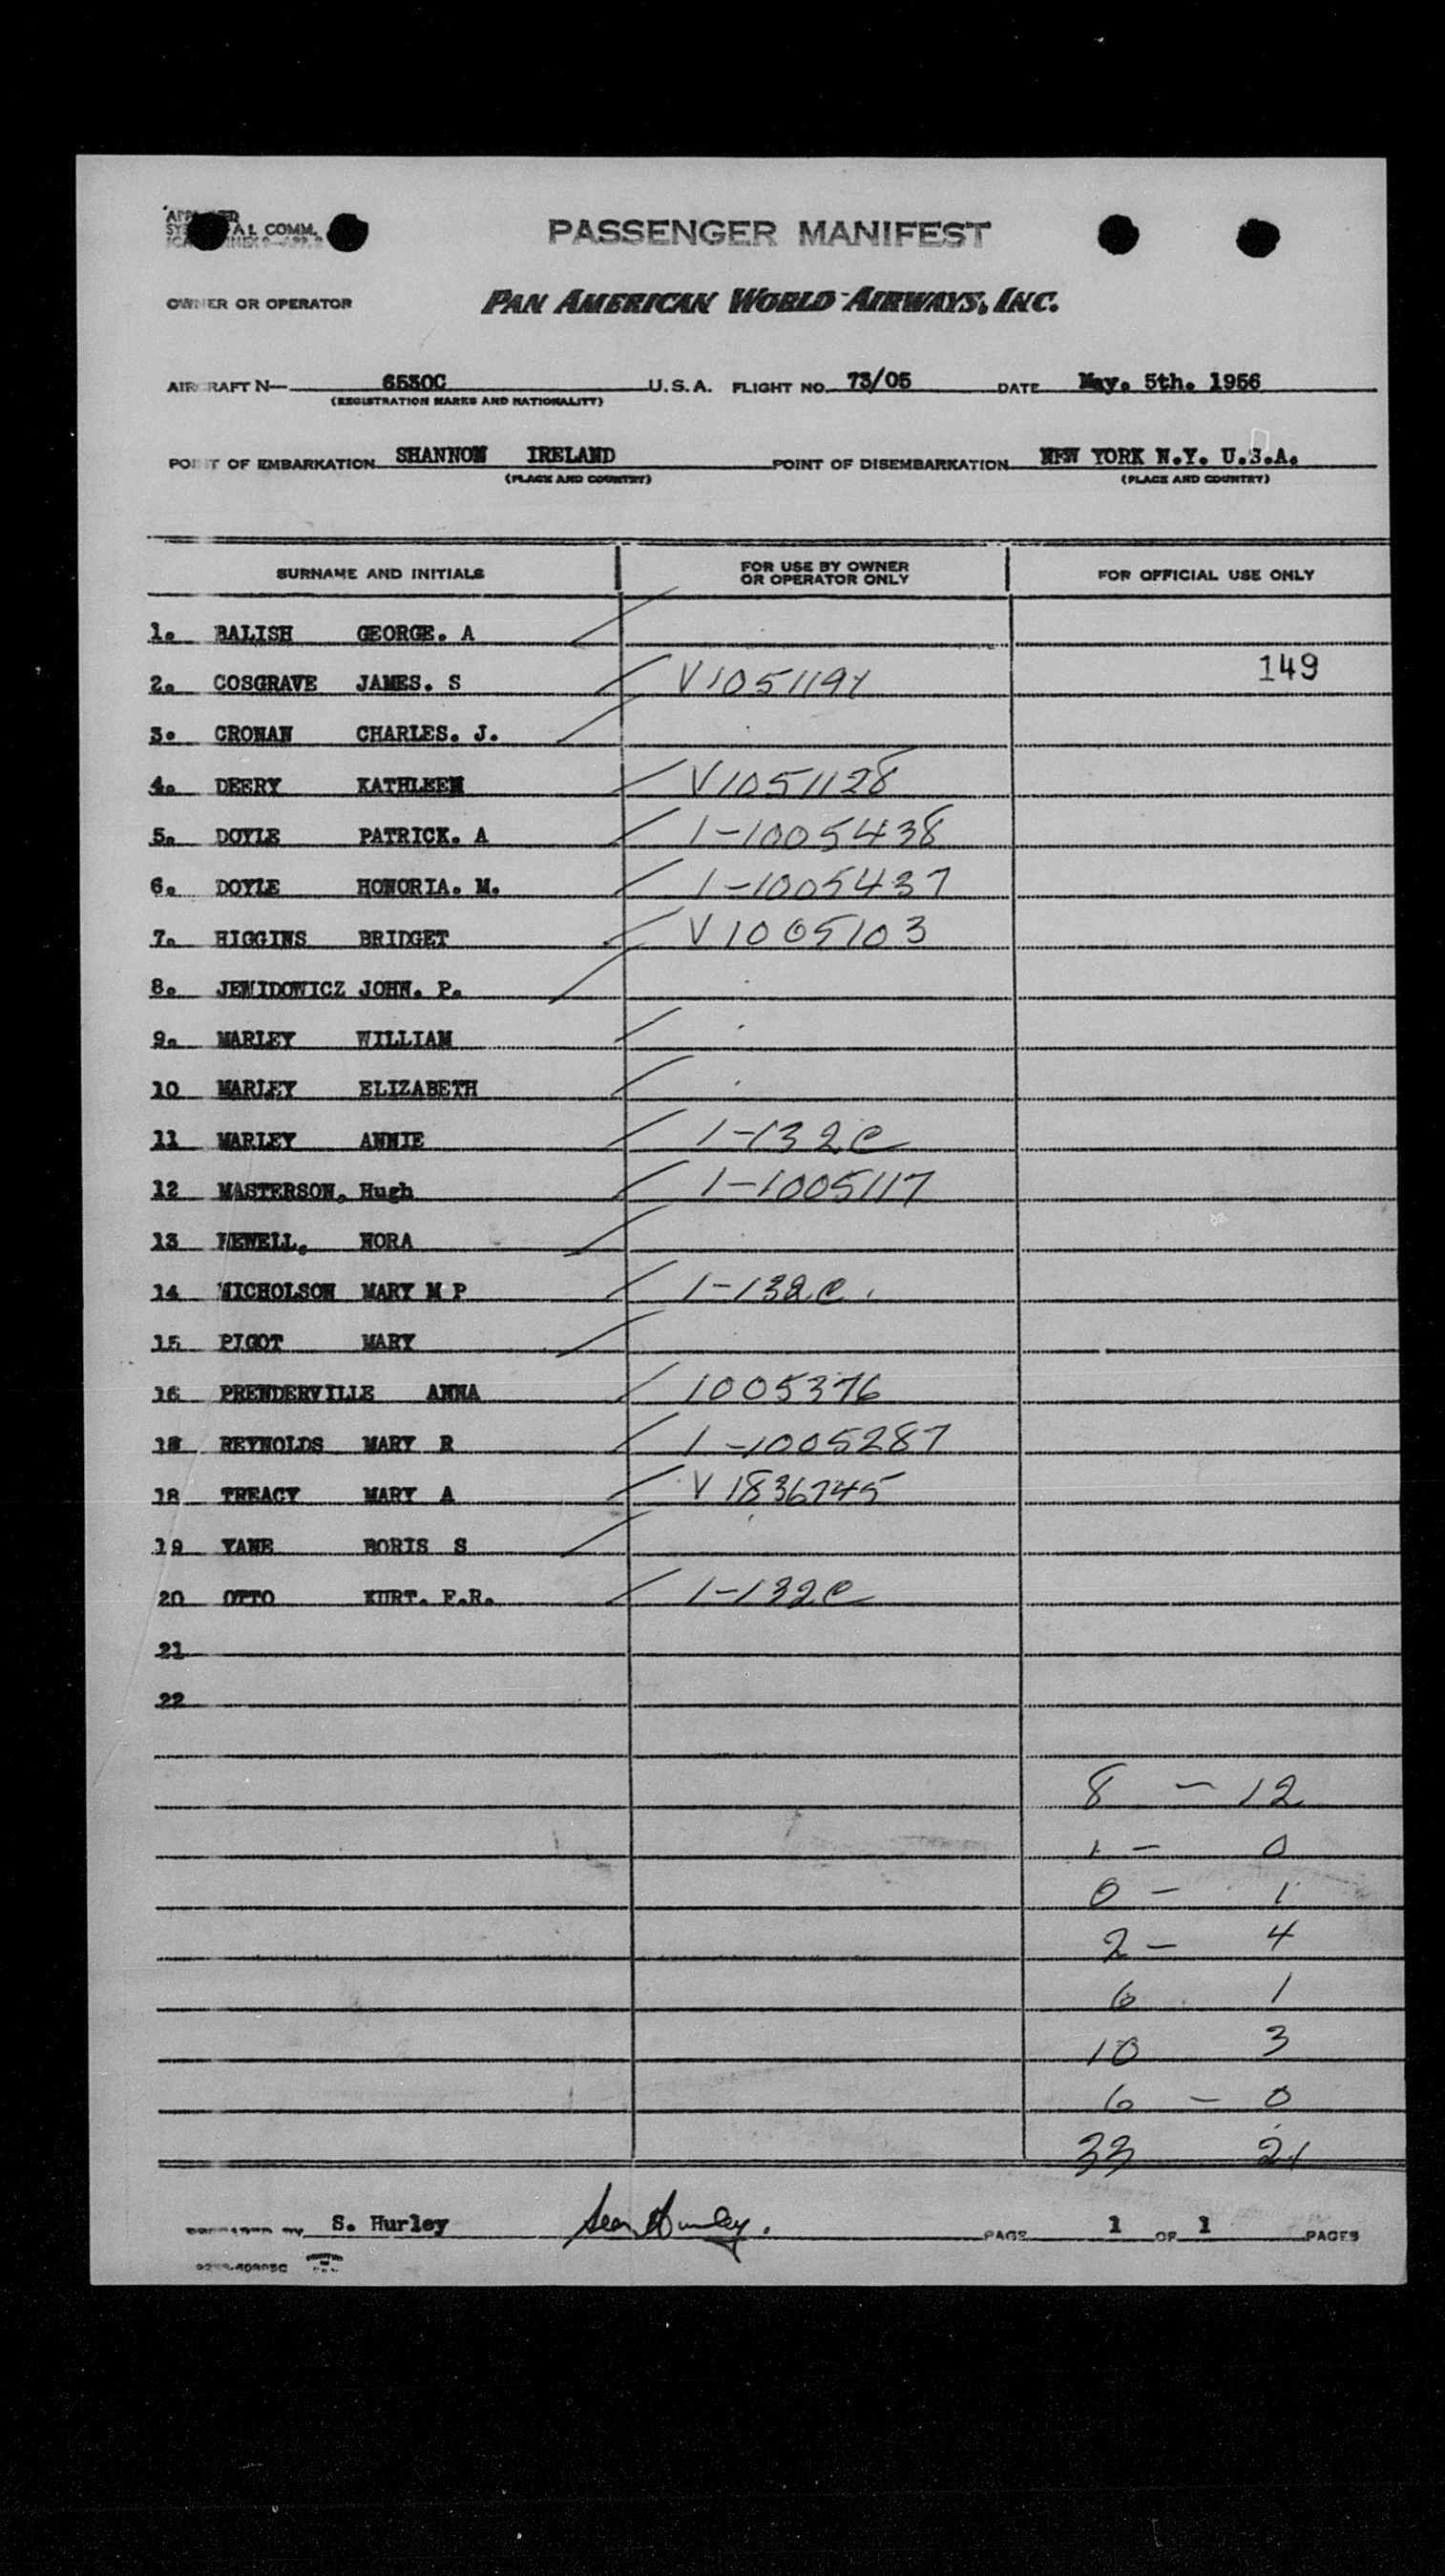 PASSENGER MANIFEST
OWNER OR OPERATOR PAN AMERICAN WORLD AIRWAYS, INC.
AIRCRAFT N— 6530C U.S.A. FLIGHT NO. 73/05 DATE May. 5th. 1956
(REGISTRATION MARKS AND NATIONALITY)
POINT OF EMBARKATION SHANNON IRELAND POINT OF DISEMBARKATION NEW YORK N.Y. U.S.A.
(PLACE AND COUNTRY) (PLACE AND COUNTRY)
SURNAME AND INITIALS FOR USE BY OWNER OR OPERATOR ONLY FOR OFFICIAL USE ONLY
1. BALISH GEORGE. A
2. COSGRAVE JAMES. S V1051191 149
3. CRONAN CHARLES. J.
4. DEERY KATHLEEN V1051128
5. DOYLE PATRICK. A 1-1005438
6. DOYLE HONORIA. M. 1-1005437
7. HIGGINS BRIDGET V1005103
8. JEWIDOWICZ JOHN. P.
9. MARLEY WILLIAM
10 MARLEY ELIZABETH
11 MARLEY ANNIE 1-132C
12 MASTERSON, Hugh 1-1005117
13 NEWELL, NORA
14 NICHOLSON MARY M P 1-132C
15 PIGOT MARY
16 PRENDERVILLE ANNA 1005376
REYNOLDS MARY R 1-1005287
18 TREACY MARY A V1836745
19 YANE BORIS S
20 OTTO KURT. F.R. 1-132C
21
22
8 — 12
1 — 0
0 — 1
2 — 4
6 1
10 3
6 — 0
33 21
S. Hurley Sean Hurley. PAGE 1 OF 1 PAGES